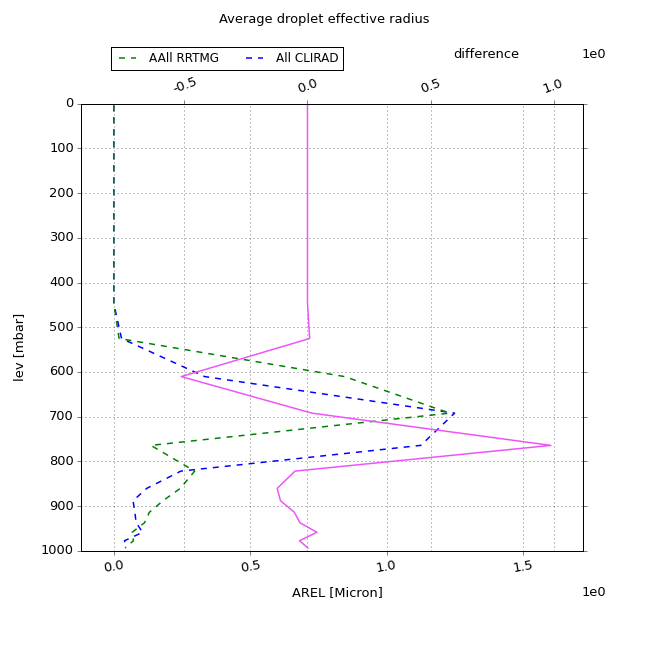 Average droplet effective radius
AAll RRTMG
All CLIRAD
difference
1e0
-0.5
0.0
0.5
1.0
0
100
200
300
400
500
600
700
800
900
1000
lev [mbar]
0.0
0.5
1.0
1.5
AREL [Micron]
1e0